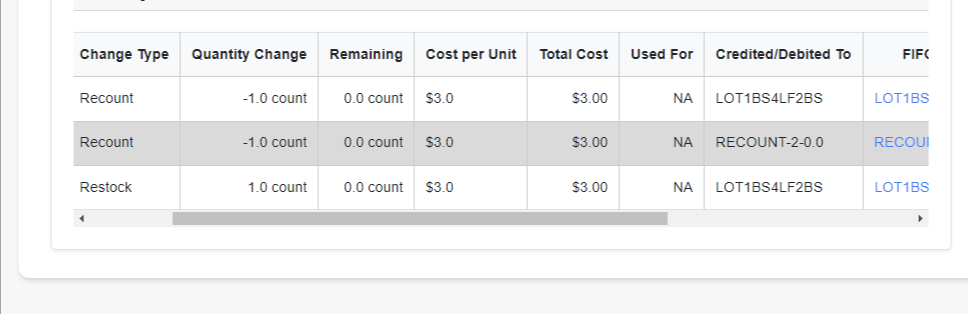 Change Type Quantity Change Remaining Cost per Unit Total Cost Used For Credited/Debited To FIFC
Recount -1.0 count 0.0 count $3.0 $3.00 NA LOT1BS4LF2BS LOT1BS
Recount -1.0 count 0.0 count $3.0 $3.00 NA RECOUNT-2-0.0 RECOU
Restock 1.0 count 0.0 count $3.0 $3.00 NA LOT1BS4LF2BS LOT1BS